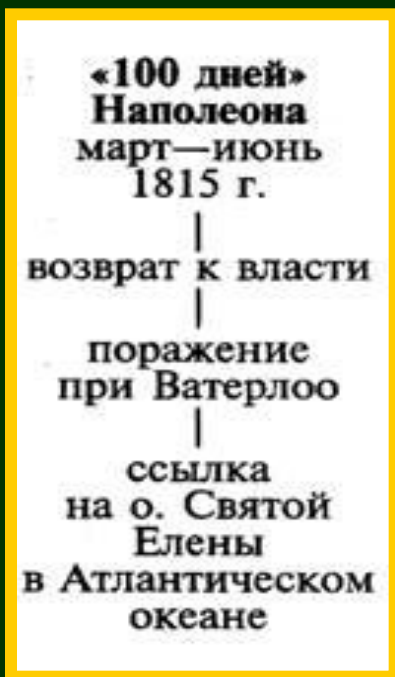 «100 дней»
Наполеона
март—июнь
1815 г.
возврат к власти
поражение
при Ватерлоо
ссылка
на о. Святой
Елены
в Атлантическом
океане